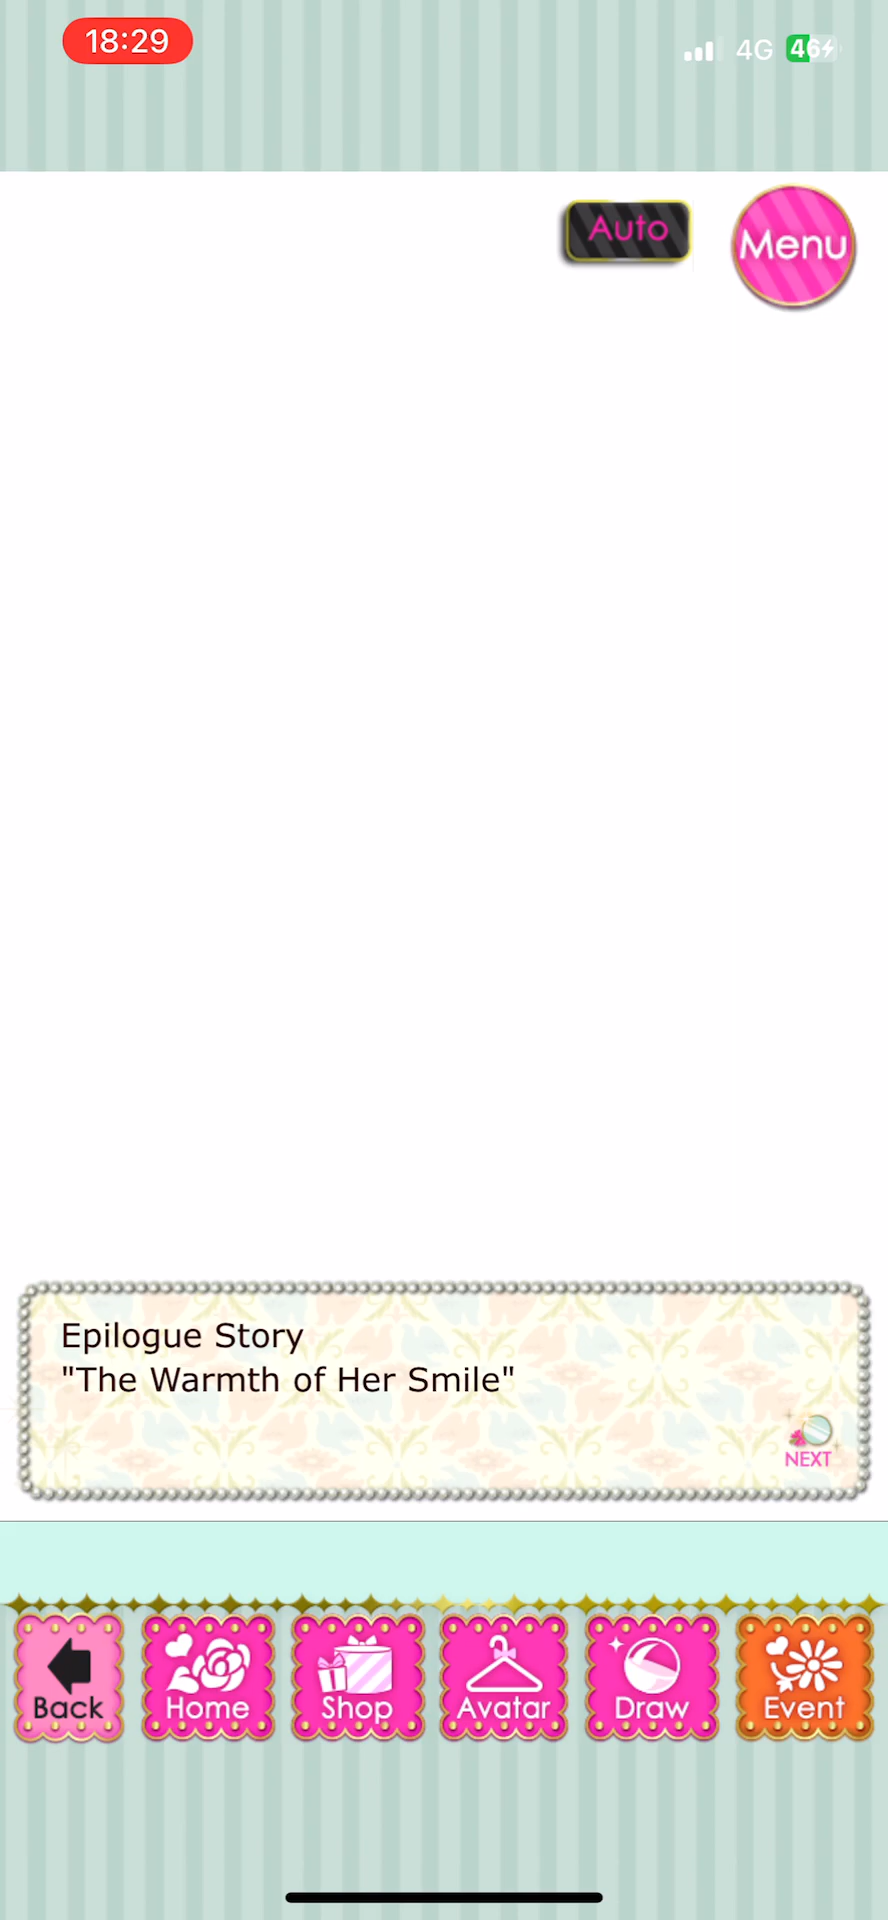 18:29
4G
46
Auto
Menu
Epilogue Story
"The Warmth of Her Smile"
NEXT
Back
Home
Shop
Avatar
Draw
Event